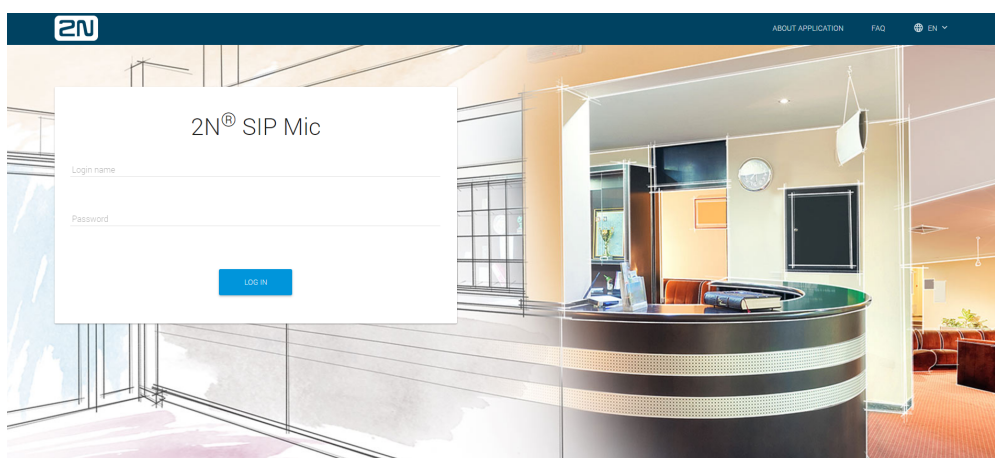 2N
ABOUT APPLICATION
FAQ
EN
2N® SIP Mic
Login name
Password
LOG IN